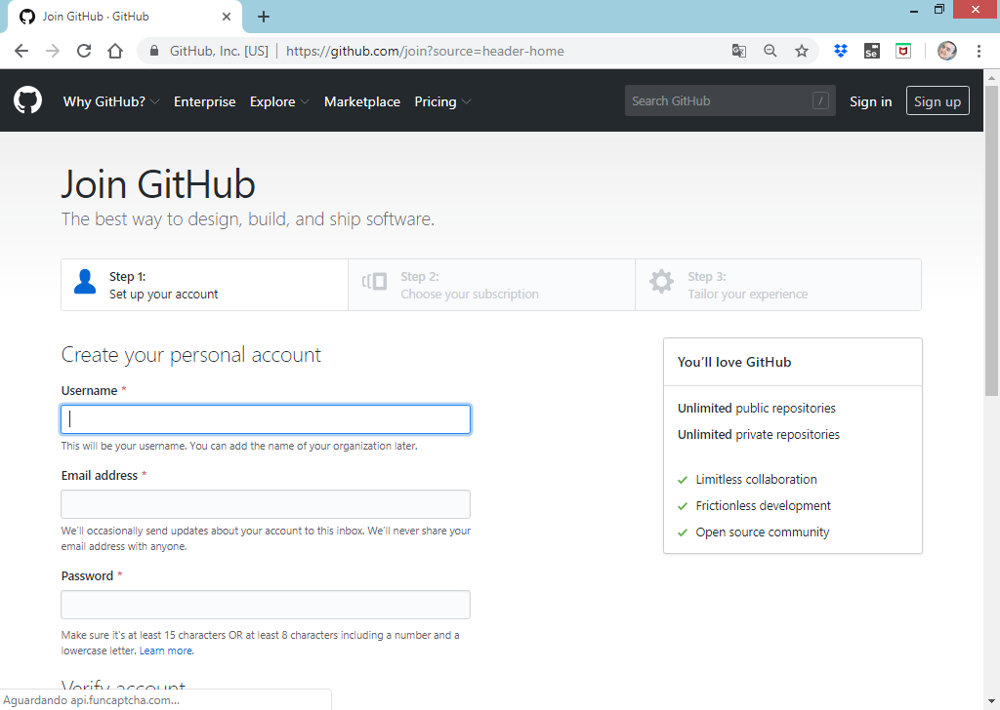 Join GitHub · GitHub
GitHub, Inc. [US] | https://github.com/join?source=header-home
Why GitHub? Enterprise Explore Marketplace Pricing Search GitHub / Sign in Sign up
Join GitHub
The best way to design, build, and ship software.
Step 1:
Set up your account
Step 2:
Choose your subscription
Step 3:
Tailor your experience
Create your personal account
Username *
This will be your username. You can add the name of your organization later.
Email address *
We'll occasionally send updates about your account to this inbox. We'll never share your
email address with anyone.
Password *
Make sure it's at least 15 characters OR at least 8 characters including a number and a
lowercase letter. Learn more.
Verify account
You'll love GitHub
Unlimited public repositories
Unlimited private repositories
Limitless collaboration
Frictionless development
Open source community
Aguardando api.funcaptcha.com...
Se